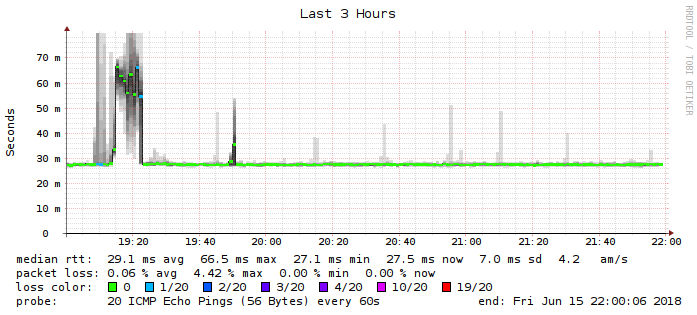 Last 3 Hours
RRDTOOL / TOBI OETIKER
Seconds
70 m
60 m
50 m
40 m
30 m
20 m
10 m
0
19:20 19:40 20:00 20:20 20:40 21:00 21:20 21:40 22:00
median rtt: 29.1 ms avg 66.5 ms max 27.1 ms min 27.5 ms now 7.0 ms sd 4.2 am/s
packet loss: 0.06 % avg 4.42 % max 0.00 % min 0.00 % now
loss color: 0 1/20 2/20 3/20 4/20 10/20 19/20
probe: 20 ICMP Echo Pings (56 Bytes) every 60s end: Fri Jun 15 22:00:06 2018